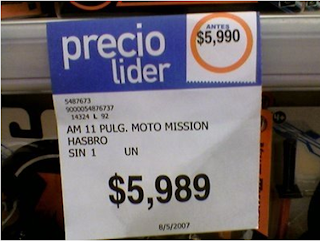 precio
lider
ANTES
$5,990
5487673
9000054876737
14324 L 92
AM 11 PULG. MOTO MISSION
HASBRO
SIN 1 UN
$5,989
8/5/2007